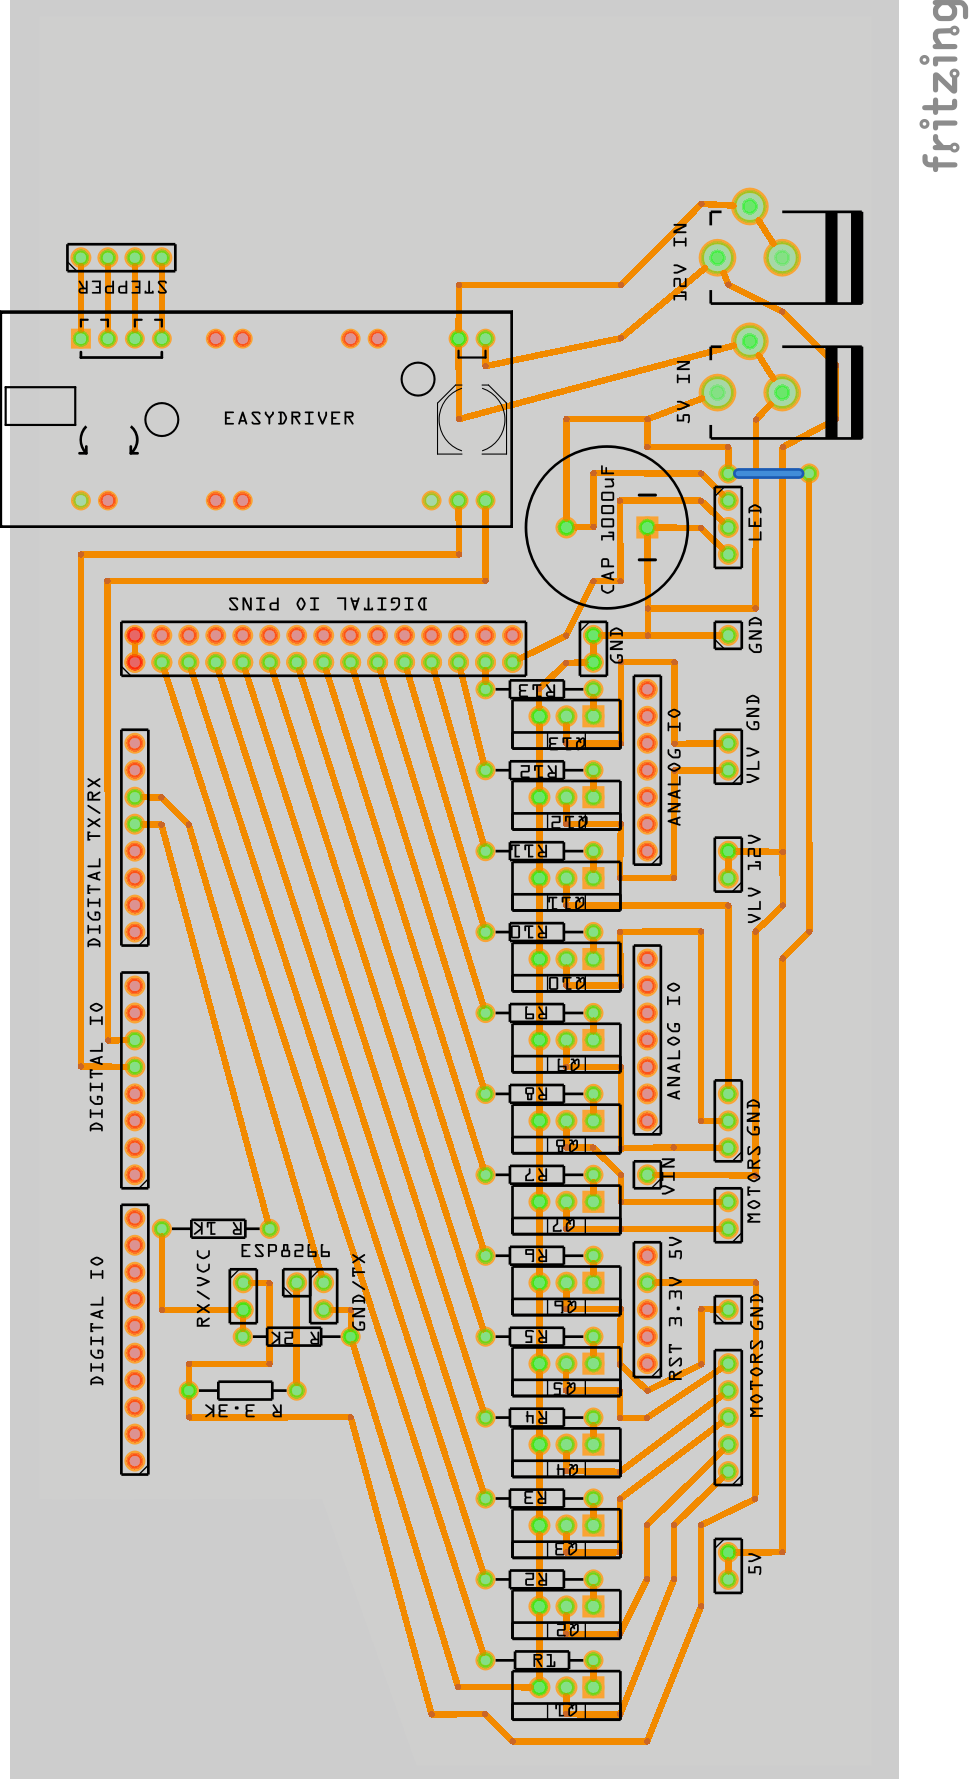 fritzing
12V IN
STEPPER
5V IN
EASYDRIVER
CAP 1000uF
LED
DIGITAL IO PINS
GND
GND
R13
Q13
ANALOG IO
VLV GND
R12
Q12
DIGITAL TX/RX
R11
Q11
VLV 12V
R10
Q10
ANALOG IO
R9
Q9
DIGITAL IO
R8
Q8
MOTORS GND
R7
VIN
Q7
R 1K
ESP8266
RX/VCC
GND/TX
R6
Q6
RST 3.3V 5V
DIGITAL IO
R 2K
R5
Q5
MOTORS GND
R 3.3K
R4
Q4
R3
Q3
R2
5V
Q2
R1
Q1